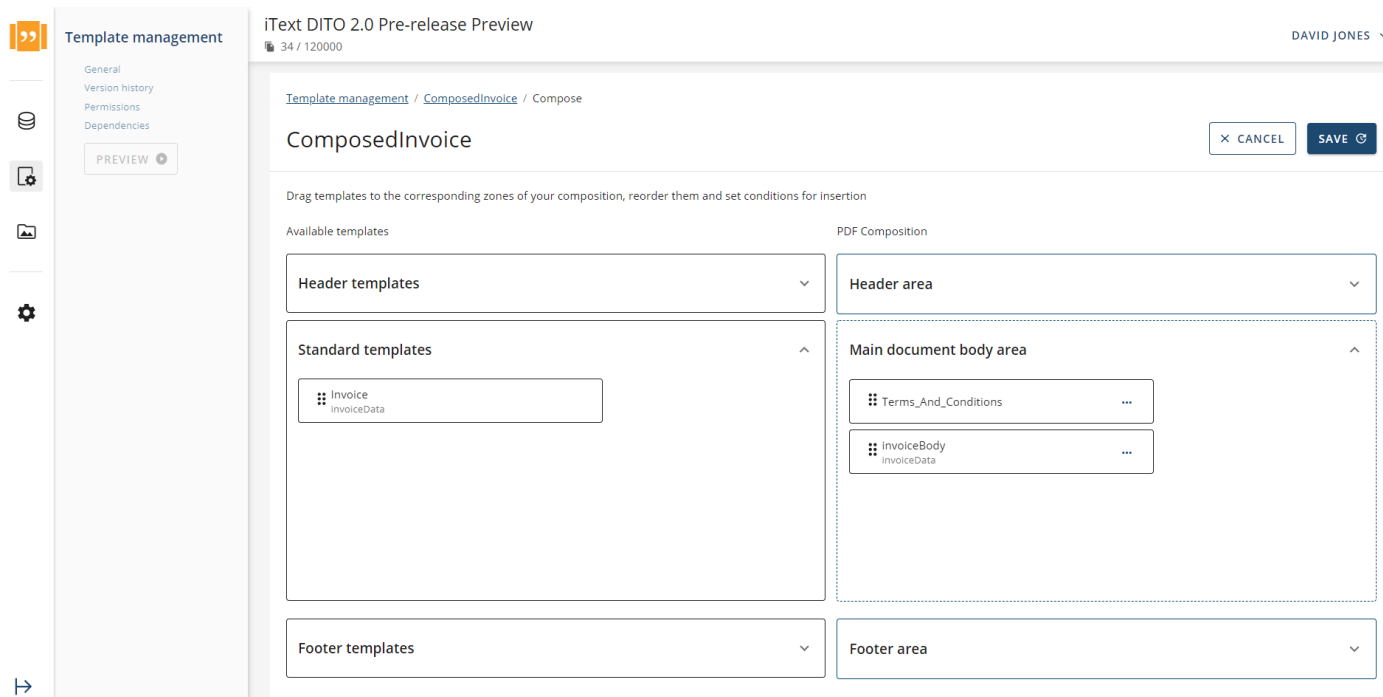 Template management
General
Version history
Permissions
Dependencies
PREVIEW
iText DITO 2.0 Pre-release Preview
34 / 120000
DAVID JONES
Template management / ComposedInvoice / Compose
ComposedInvoice
× CANCEL
SAVE
Drag templates to the corresponding zones of your composition, reorder them and set conditions for insertion
Available templates
Header templates
Standard templates
Invoice
invoiceData
Footer templates
PDF Composition
Header area
Main document body area
Terms_And_Conditions
...
invoiceBody
invoiceData
...
Footer area